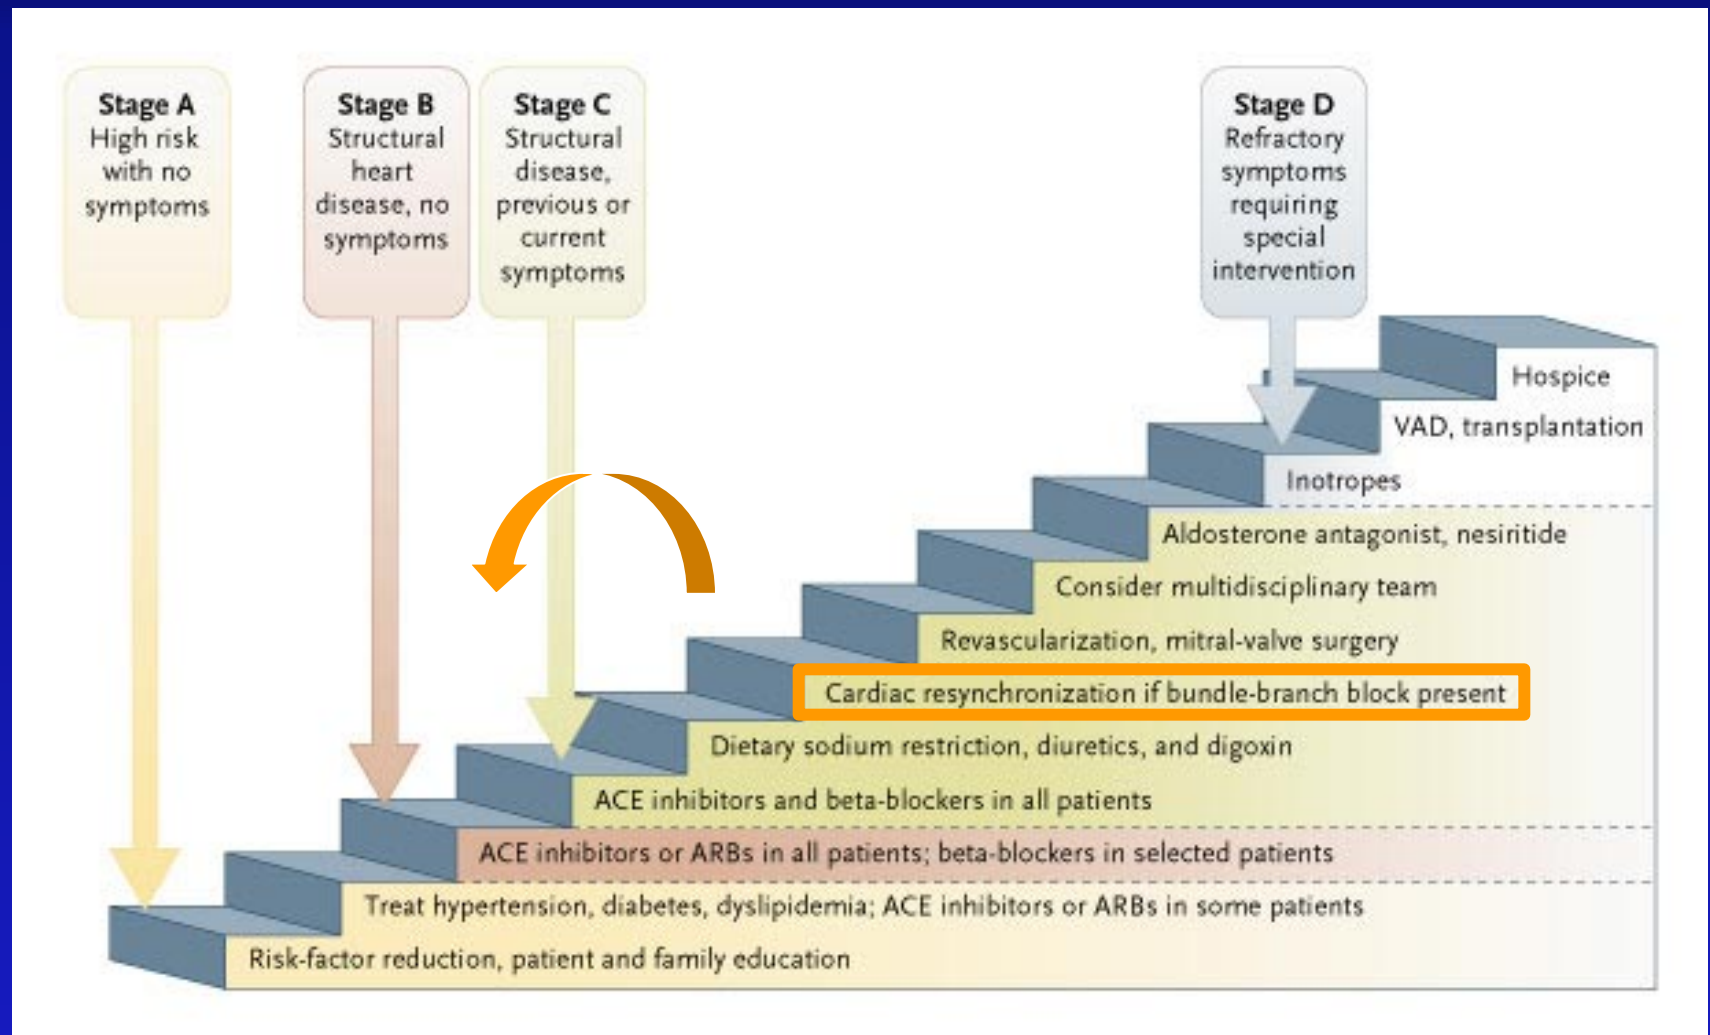 Stage A
High risk
with no
symptoms
Stage B
Structural
heart
disease, no
symptoms
Stage C
Structural
disease,
previous or
current
symptoms
Stage D
Refractory
symptoms
requiring
special
intervention
Hospice
VAD, transplantation
Inotropes
Aldosterone antagonist, nesiritide
Consider multidisciplinary team
Revascularization, mitral-valve surgery
Cardiac resynchronization if bundle-branch block present
Dietary sodium restriction, diuretics, and digoxin
ACE inhibitors and beta-blockers in all patients
ACE inhibitors or ARBs in all patients; beta-blockers in selected patients
Treat hypertension, diabetes, dyslipidemia; ACE inhibitors or ARBs in some patients
Risk-factor reduction, patient and family education